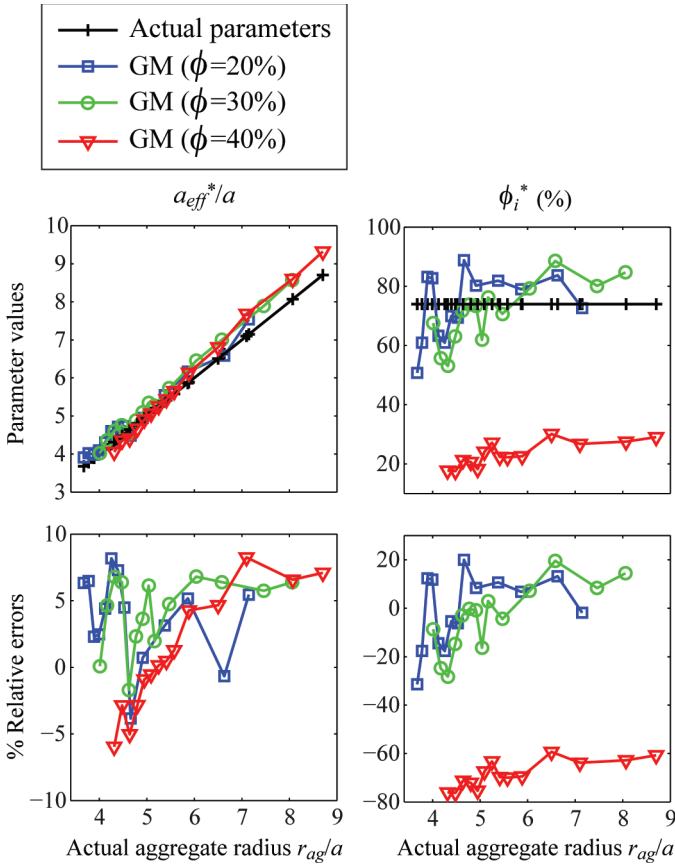 Actual parameters
GM (ϕ=20%)
GM (ϕ=30%)
GM (ϕ=40%)
a_eff*/a
ϕ_i* (%)
Parameter values
10
9
8
7
6
5
4
3
100
80
60
40
20
% Relative errors
10
5
0
−5
−10
20
0
−20
−40
−60
−80
4 5 6 7 8 9
4 5 6 7 8 9
Actual aggregate radius r_ag/a
Actual aggregate radius r_ag/a